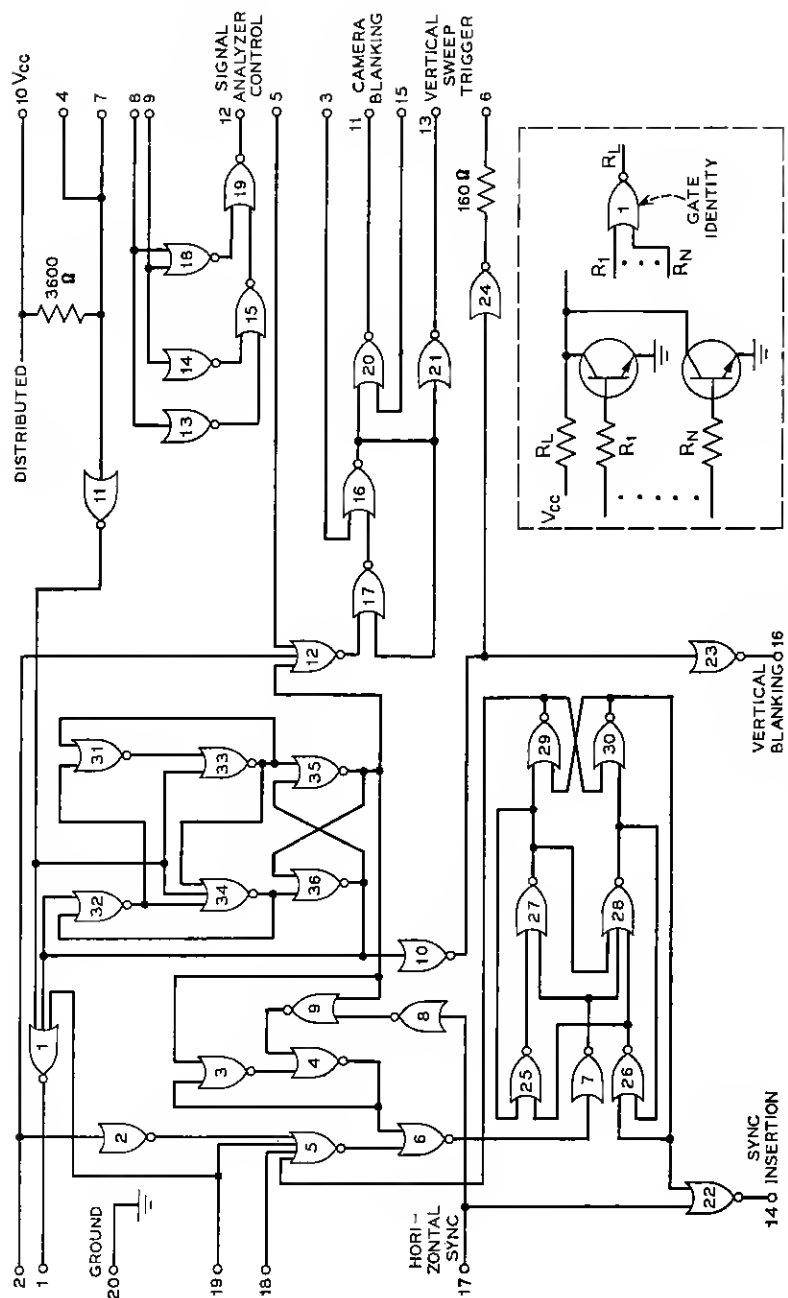 10 VCC
DISTRIBUTED
4
7
3600
Ω
8
9
12
SIGNAL
ANALYZER
CONTROL
5
3
11
CAMERA
BLANKING
15
13
VERTICAL
SWEEP
TRIGGER
6
160 Ω
2
1
GROUND
20
19
18
HORI-
ZONTAL
SYNC
17
14
SYNC
INSERTION
VERTICAL
BLANKING
16
1
2
3
4
5
6
7
8
9
10
11
12
13
14
15
16
17
18
19
20
21
22
23
24
25
26
27
28
29
30
31
32
33
34
35
36
VCC
RL
R1
RN
R1
RN
1
RL
GATE
IDENTITY